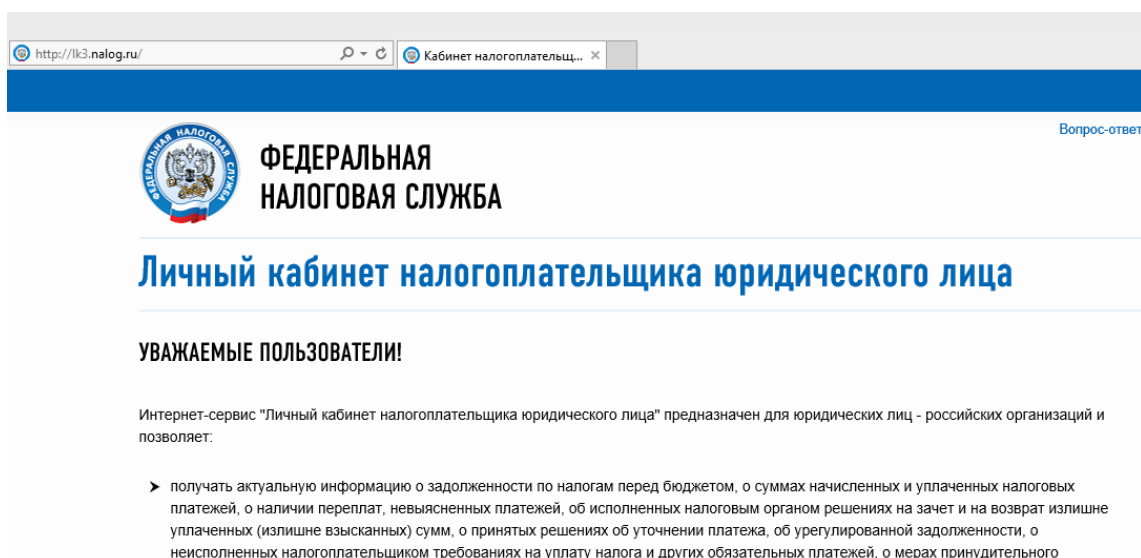 http://lk3.nalog.ru/
Кабинет налогоплательщ...
Вопрос-ответ
ФЕДЕРАЛЬНАЯ НАЛОГОВАЯ СЛУЖБА
ФЕДЕРАЛЬНАЯ
НАЛОГОВАЯ СЛУЖБА
Личный кабинет налогоплательщика юридического лица
УВАЖАЕМЫЕ ПОЛЬЗОВАТЕЛИ!
Интернет-сервис "Личный кабинет налогоплательщика юридического лица" предназначен для юридических лиц - российских организаций и
позволяет:
получать актуальную информацию о задолженности по налогам перед бюджетом, о суммах начисленных и уплаченных налоговых
платежей, о наличии переплат, невыясненных платежей, об исполненных налоговым органом решениях на зачет и на возврат излишне
уплаченных (излишне взысканных) сумм, о принятых решениях об уточнении платежа, об урегулированной задолженности, о
неисполненных налогоплательщиком требованиях на уплату налога и других обязательных платежей, о мерах принудительного